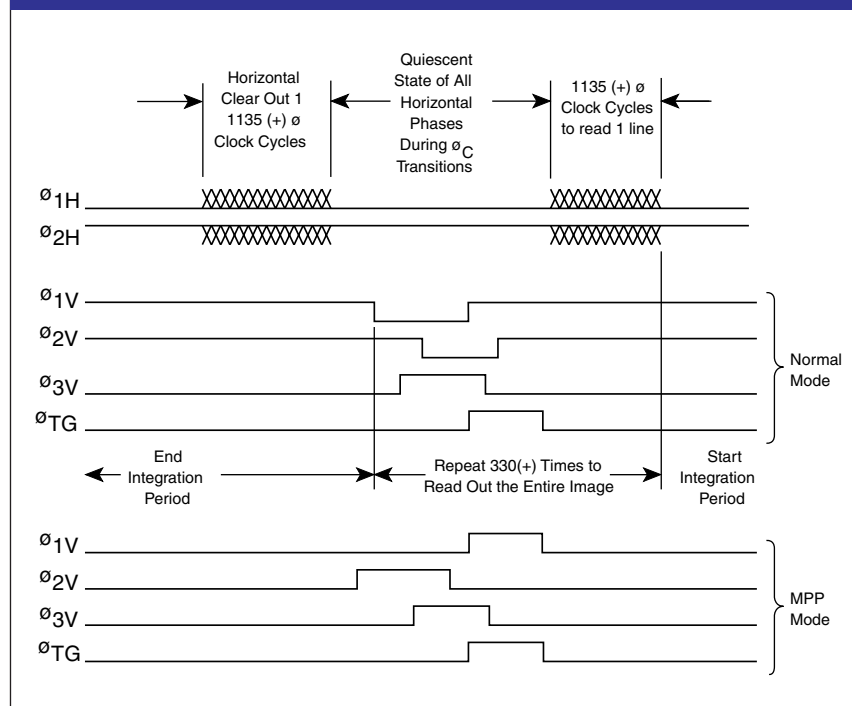 Horizontal
Clear Out 1
1135 (+) ø
Clock Cycles
Quiescent
State of All
Horizontal
Phases
During øC
Transitions
1135 (+) ø
Clock Cycles
to read 1 line
ø1H
ø2H
ø1V
ø2V
ø3V
øTG
Normal
Mode
End
Integration
Period
Repeat 330(+) Times to
Read Out the Entire Image
Start
Integration
Period
ø1V
ø2V
ø3V
øTG
MPP
Mode